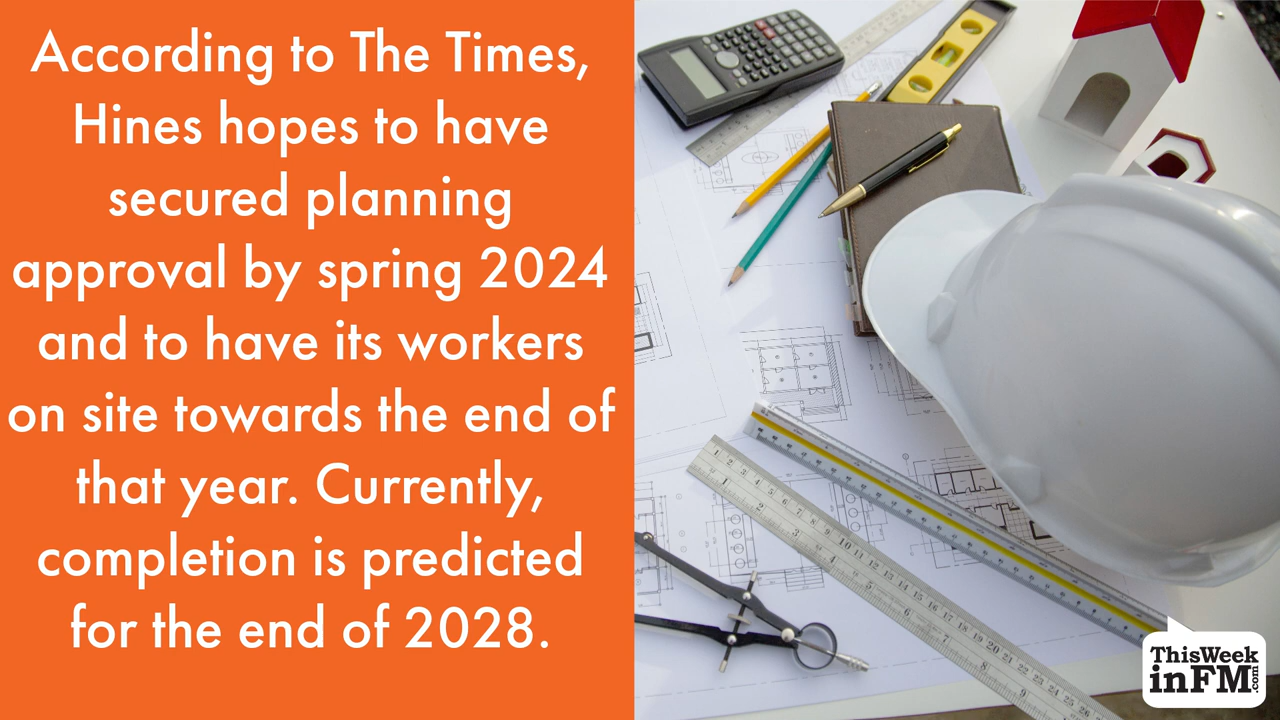 According to The Times,
Hines hopes to have
secured planning
approval by spring 2024
and to have its workers
on site towards the end of
that year. Currently,
completion is predicted
for the end of 2028.
ThisWeek
inFM.com